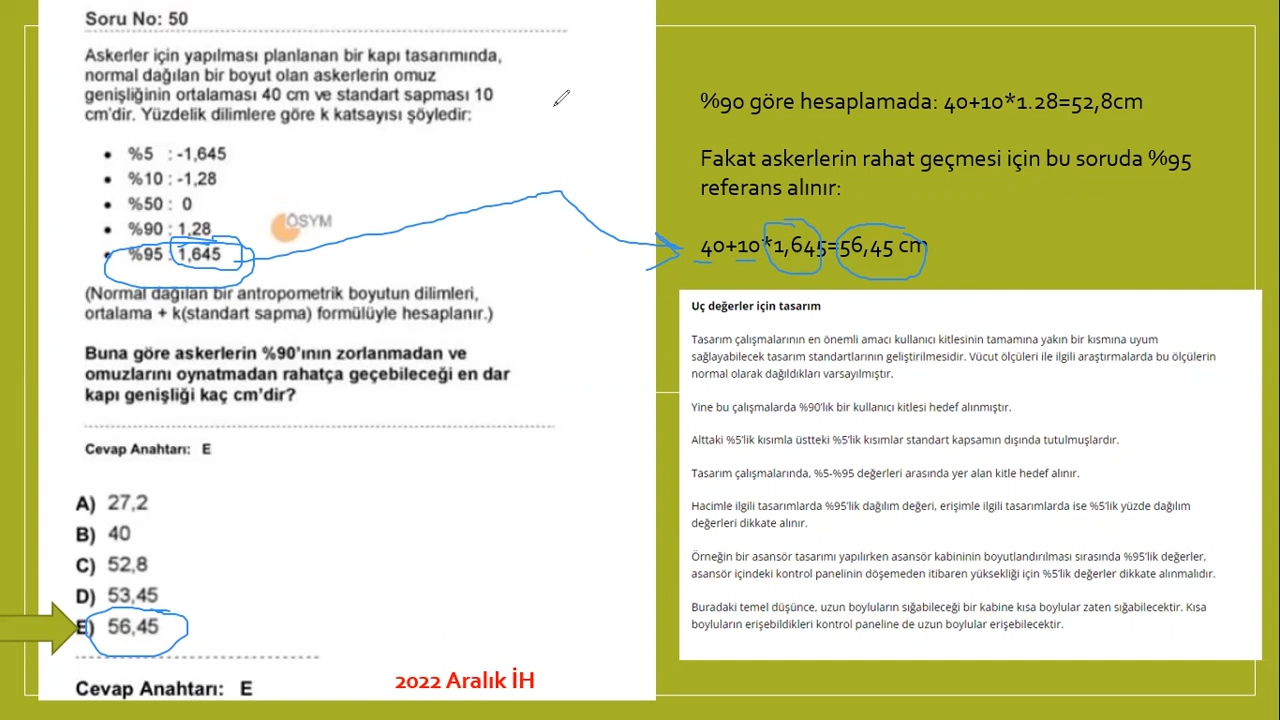 Soru No: 50
Askerler için yapılması planlanan bir kapı tasarımında,
normal dağılan bir boyut olan askerlerin omuz
genişliğinin ortalaması 40 cm ve standart sapması 10
cm'dir. Yüzdelik dilimlere göre k katsayısı şöyledir:
• %5 : -1,645
• %10 : -1,28
• %50 : 0
• %90 : 1,28
• %95 : 1,645
ÖSYM
(Normal dağılan bir antropometrik boyutun dilimleri,
ortalama + k(standart sapma) formülüyle hesaplanır.)
Buna göre askerlerin %90'ının zorlanmadan ve
omuzlarını oynatmadan rahatça geçebileceği en dar
kapı genişliği kaç cm'dir?
Cevap Anahtarı: E
A) 27,2
B) 40
C) 52,8
D) 53,45
E) 56,45
Cevap Anahtarı: E
2022 Aralık İH
%90 göre hesaplamada: 40+10*1.28=52,8cm
Fakat askerlerin rahat geçmesi için bu soruda %95
referans alınır:
40+10*1,645=56,45 cm
Uç değerler için tasarım
Tasarım çalışmalarının en önemli amacı kullanıcı kitlesinin tamamına yakın bir kısmına uyum
sağlayabilecek tasarım standartlarının geliştirilmesidir. Vücut ölçüleri ile ilgili araştırmalarda bu ölçülerin
normal olarak dağıldıkları varsayılmıştır.
Yine bu çalışmalarda %90'lık bir kullanıcı kitlesi hedef alınmıştır.
Alttaki %5'lik kısımla üstteki %5'lik kısımlar standart kapsamın dışında tutulmuşlardır.
Tasarım çalışmalarında, %5-%95 değerleri arasında yer alan kitle hedef alınır.
Hacimle ilgili tasarımlarda %95'lik dağılım değeri, erişimle ilgili tasarımlarda ise %5'lik yüzde dağılım
değerleri dikkate alınır.
Örneğin bir asansör tasarımı yapılırken asansör kabininin boyutlandırılması sırasında %95'lik değerler,
asansör içindeki kontrol panelinin döşemeden itibaren yüksekliği için %5'lik değerler dikkate alınmalıdır.
Buradaki temel düşünce, uzun boyluların sığabileceği bir kabine kısa boylular zaten sığabilecektir. Kısa
boyluların erişebildikleri kontrol paneline de uzun boylular erişebilecektir.